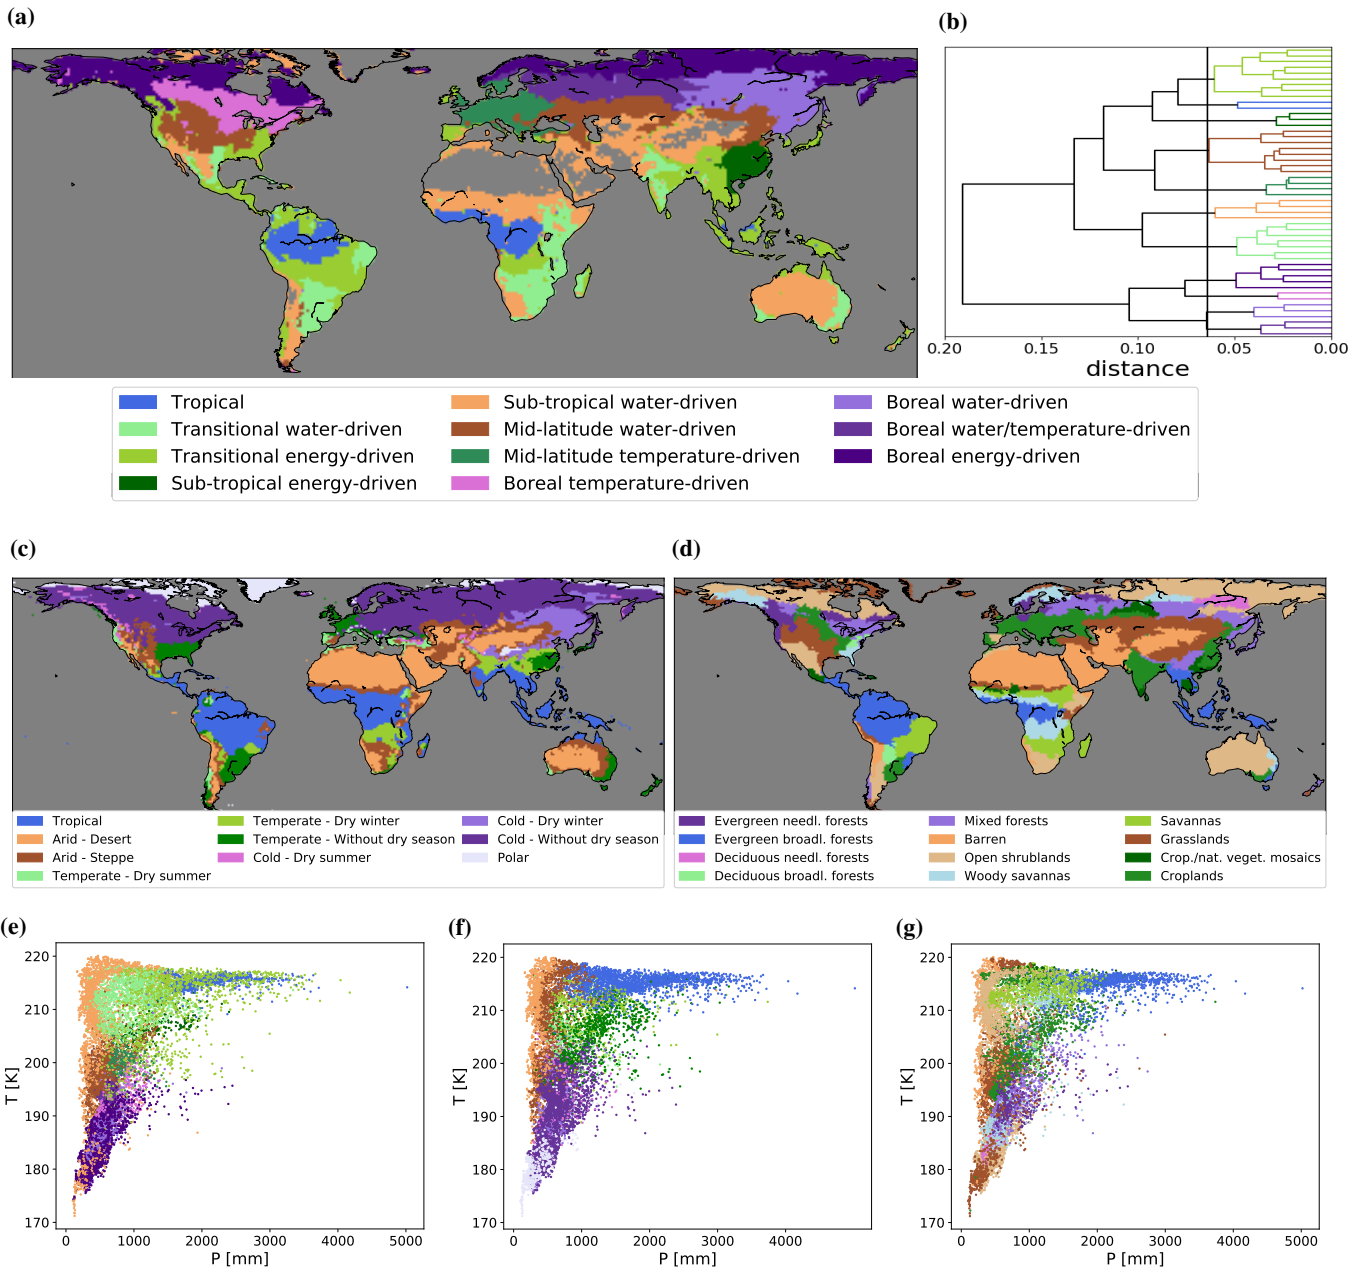 (a)
(b)
0.20 0.15 0.10 0.05 0.00
distance
Tropical
Transitional water-driven
Transitional energy-driven
Sub-tropical energy-driven
Sub-tropical water-driven
Mid-latitude water-driven
Mid-latitude temperature-driven
Boreal temperature-driven
Boreal water-driven
Boreal water/temperature-driven
Boreal energy-driven
(c)
(d)
Tropical
Arid - Desert
Arid - Steppe
Temperate - Dry summer
Temperate - Dry winter
Temperate - Without dry season
Cold - Dry summer
Cold - Dry winter
Cold - Without dry season
Polar
Evergreen needl. forests
Evergreen broadl. forests
Deciduous needl. forests
Deciduous broadl. forests
Mixed forests
Barren
Open shrublands
Woody savannas
Savannas
Grasslands
Crop./nat. veget. mosaics
Croplands
(e)
220
210
200
190
180
170
T [K]
0 1000 2000 3000 4000 5000
P [mm]
(f)
220
210
200
190
180
170
T [K]
0 1000 2000 3000 4000
P [mm]
(g)
220
210
200
190
180
170
T [K]
0 1000 2000 3000 4000 5000
P [mm]